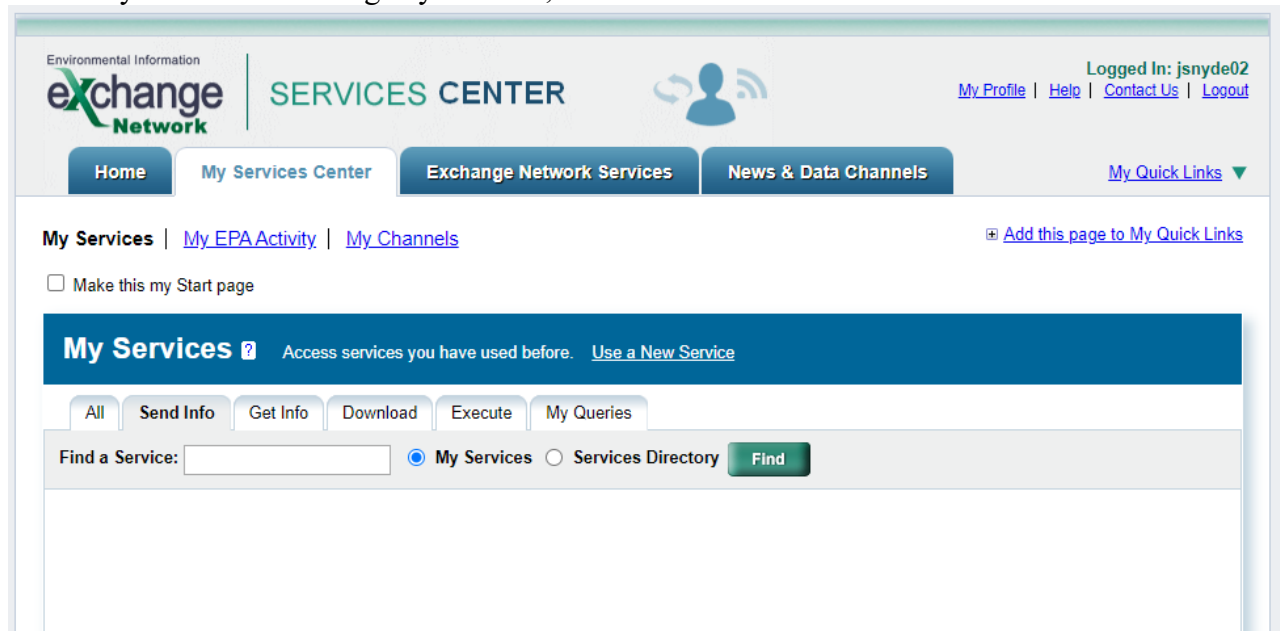 Environmental Information
eXchange
Network
SERVICES CENTER
Logged In: jsnyde02
My Profile | Help | Contact Us | Logout
Home My Services Center Exchange Network Services News & Data Channels My Quick Links ▼
My Services | My EPA Activity | My Channels
Add this page to My Quick Links
Make this my Start page
My Services ? Access services you have used before. Use a New Service
All Send Info Get Info Download Execute My Queries
Find a Service: My Services Services Directory Find